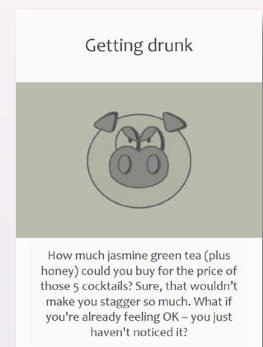 Getting drunk
How much jasmine green tea (plus
honey) could you buy for the price of
those 5 cocktails? Sure, that wouldn't
make you stagger so much. What if
you're already feeling OK – you just
haven't noticed it?